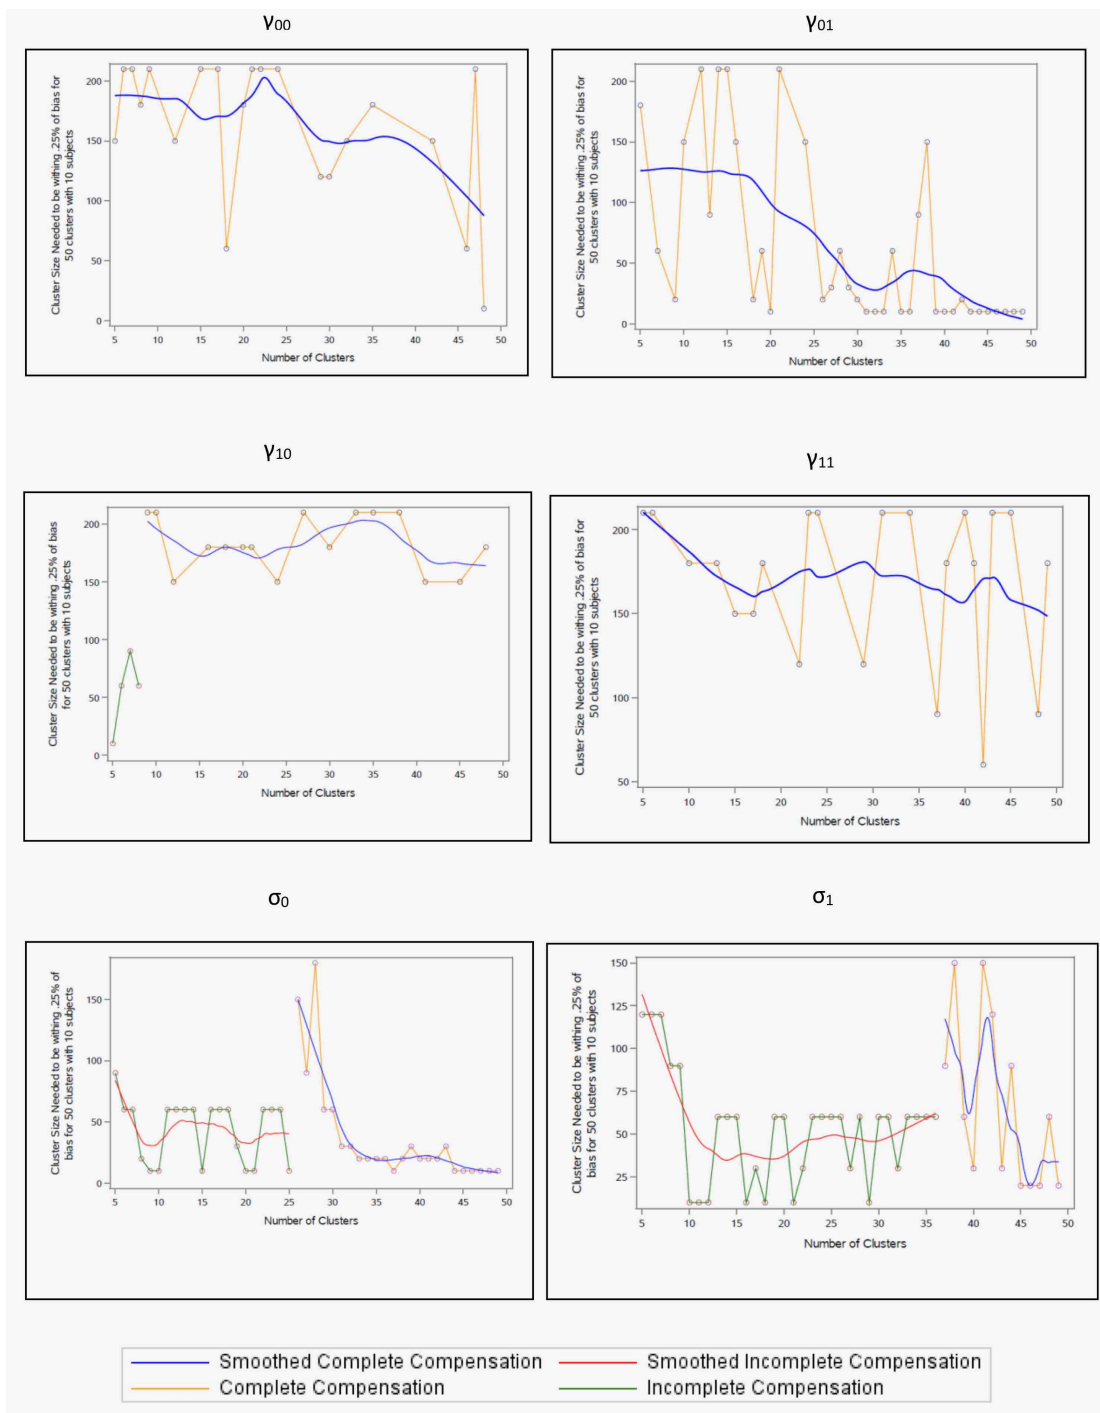 γ00
γ01
Cluster Size Needed to be withing .25% of bias for
50 clusters with 10 subjects
200
150
100
50
0
5 10 15 20 25 30 35 40 45 50
Number of Clusters
Cluster Size Needed to be withing .25% of bias for
50 clusters with 10 subjects
200
150
100
50
0
5 10 15 20 25 30 35 40 45 50
Number of Clusters
γ10
γ11
Cluster Size Needed to be withing .25% of bias
for 50 clusters with 10 subjects
200
150
100
50
0
5 10 15 20 25 30 35 40 45 50
Number of Clusters
Cluster Size Needed to be withing .25% of bias for
50 clusters with 10 subjects
200
150
100
50
5 10 15 20 25 30 35 40 45 50
Number of Clusters
σ0
σ1
Cluster Size Needed to be withing .25% of
bias for 50 clusters with 10 subjects
150
100
50
0
5 10 15 20 25 30 35 40 45 50
Number of Clusters
Cluster Size Needed to be withing .25% of
bias for 50 clusters with 10 subjects
150
125
100
75
50
25
5 10 15 20 25 30 35 40 45 50
Number of Clusters
Smoothed Complete Compensation Smoothed Incomplete Compensation
Complete Compensation Incomplete Compensation